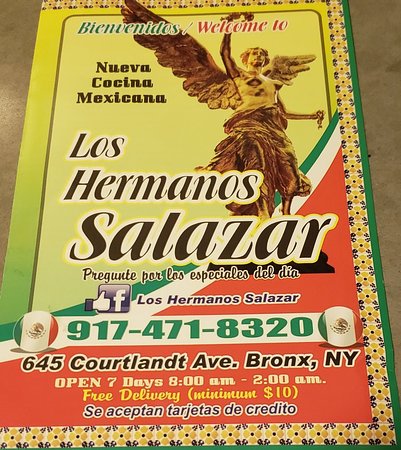 Bienvenidos / Welcome to
Nueva
Cocina
Mexicana
Los
Hermanos
Salazar
Pregunte por los especiales del día
f Los Hermanos Salazar
917-471-8320
645 Courtlandt Ave. Bronx, NY
OPEN 7 Days 8:00 am - 2:00 am.
Free Delivery (minimum $10)
Se aceptan tarjetas de credito